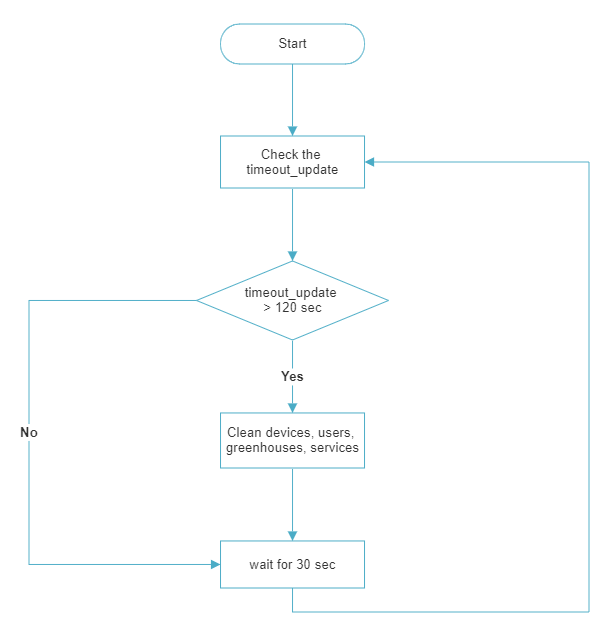 Start
Check the
timeout_update
timeout_update
> 120 sec
Yes
No
Clean devices, users,
greenhouses, services
wait for 30 sec